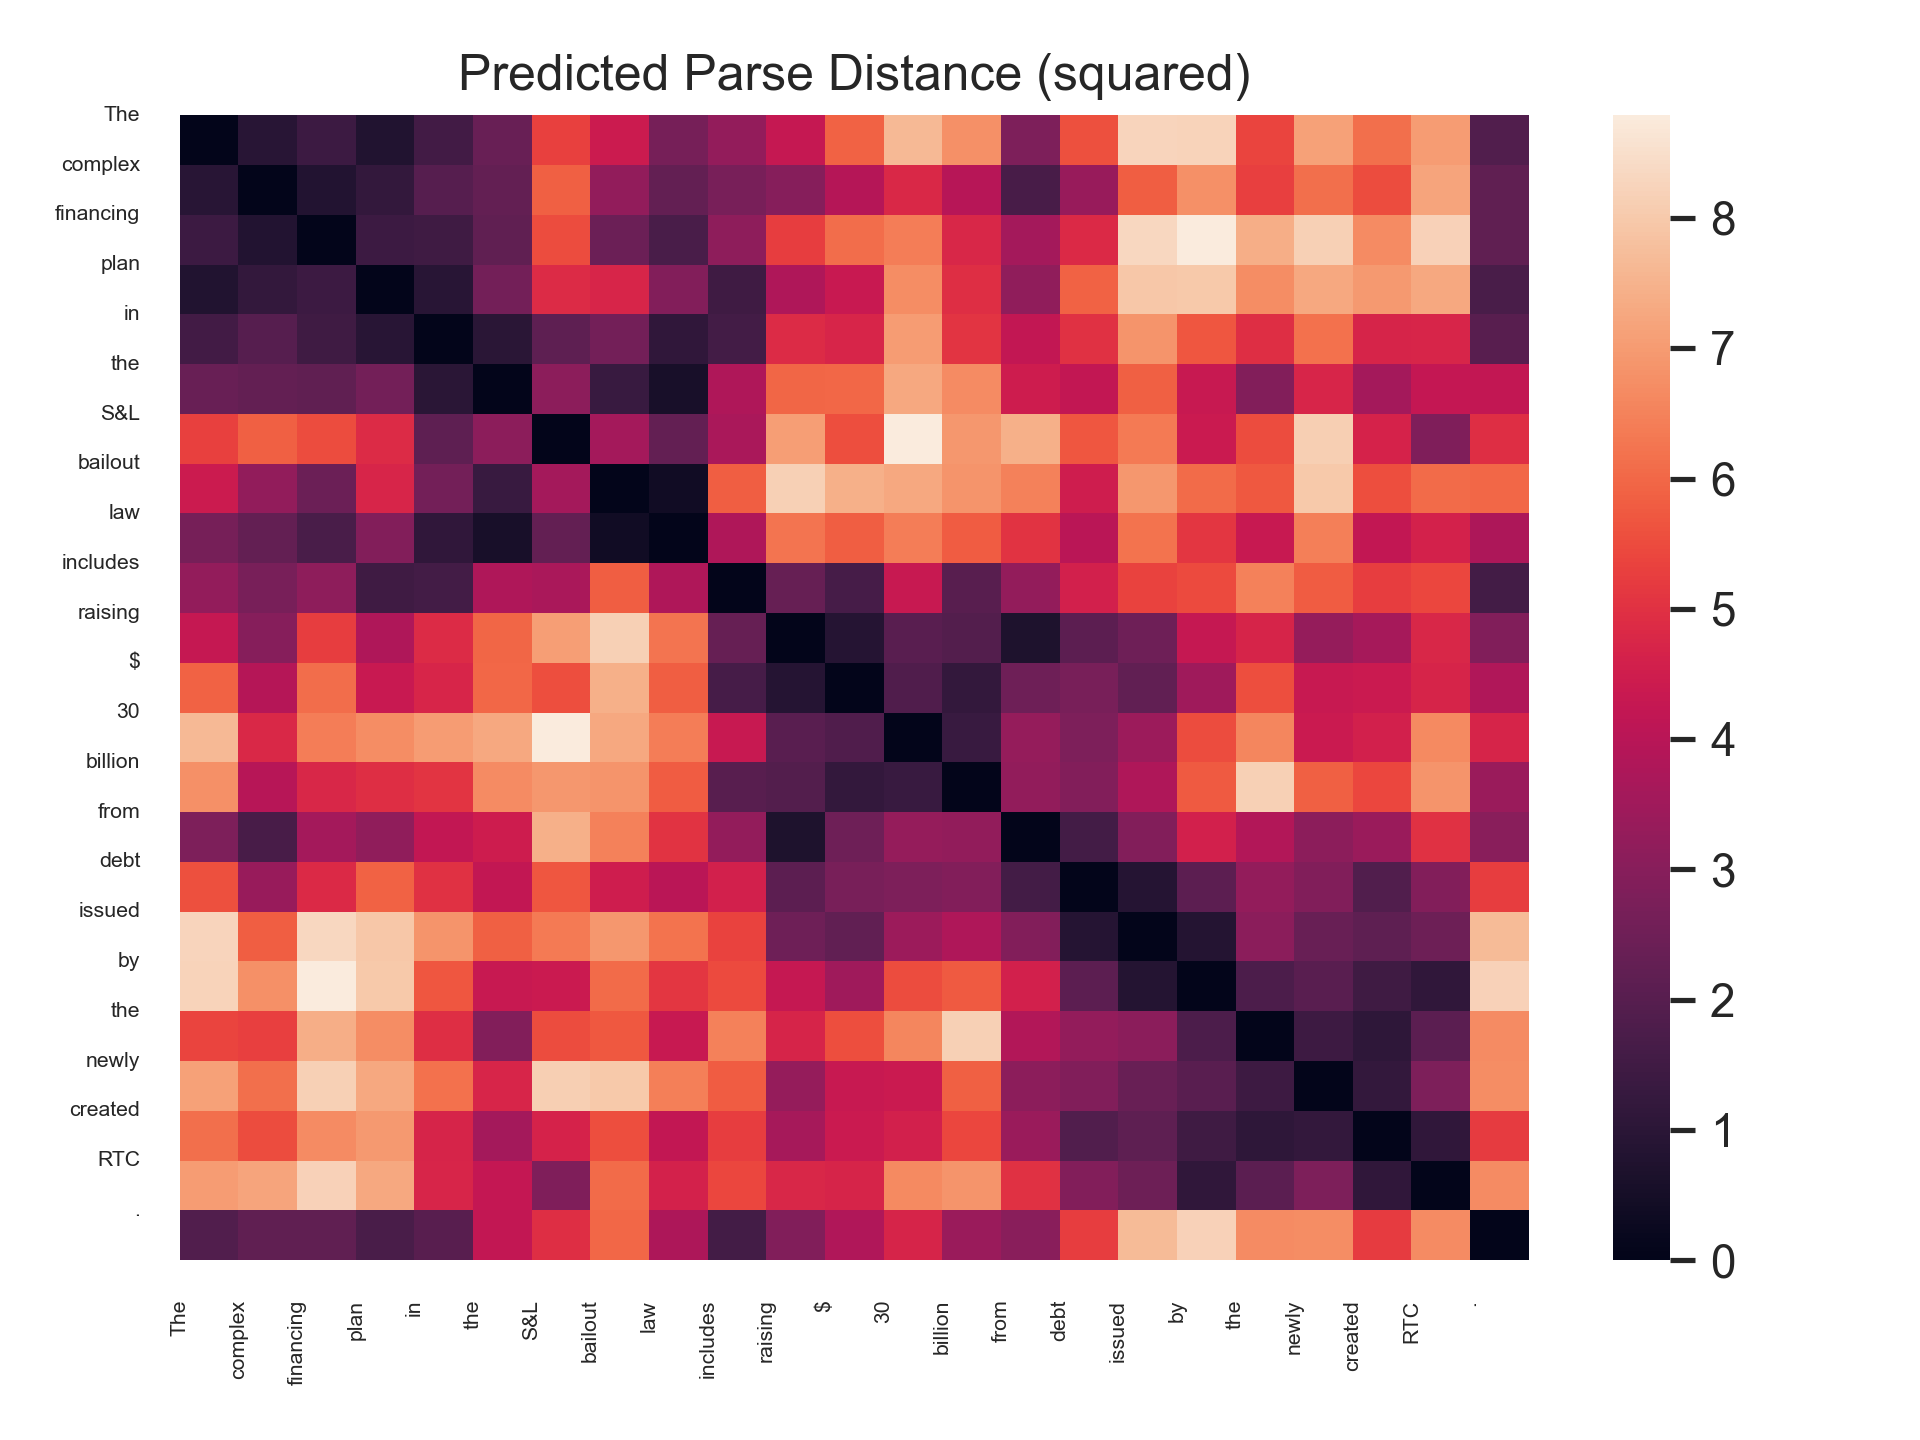 Predicted Parse Distance (squared)
The
complex
financing
plan
in
the
S&L
bailout
law
includes
raising
$
30
billion
from
debt
issued
by
the
newly
created
RTC
.
8
7
6
5
4
3
2
1
0
The
complex
financing
plan
in
the
S&L
bailout
law
includes
raising
$
30
billion
from
debt
issued
by
the
newly
created
RTC
.